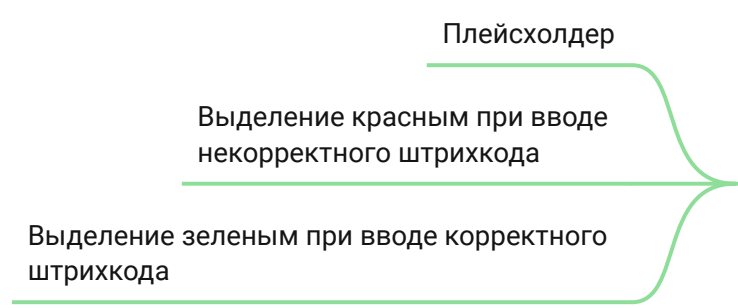 Плейсхолдер
Выделение красным при вводе
некорректного штрихкода
Выделение зеленым при вводе корректного
штрихкода